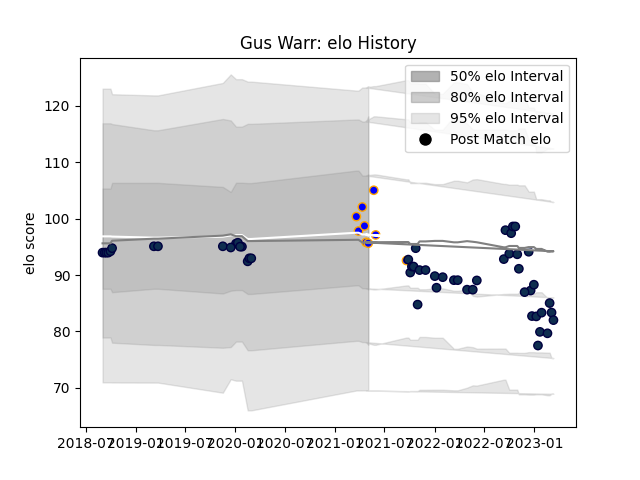 Gus Warr: elo History
50% elo Interval
80% elo Interval
95% elo Interval
Post Match elo
elo score
120
110
100
90
80
70
2018-07 2019-01 2019-07 2020-01 2020-07 2021-01 2021-07 2022-01 2022-07 2023-01